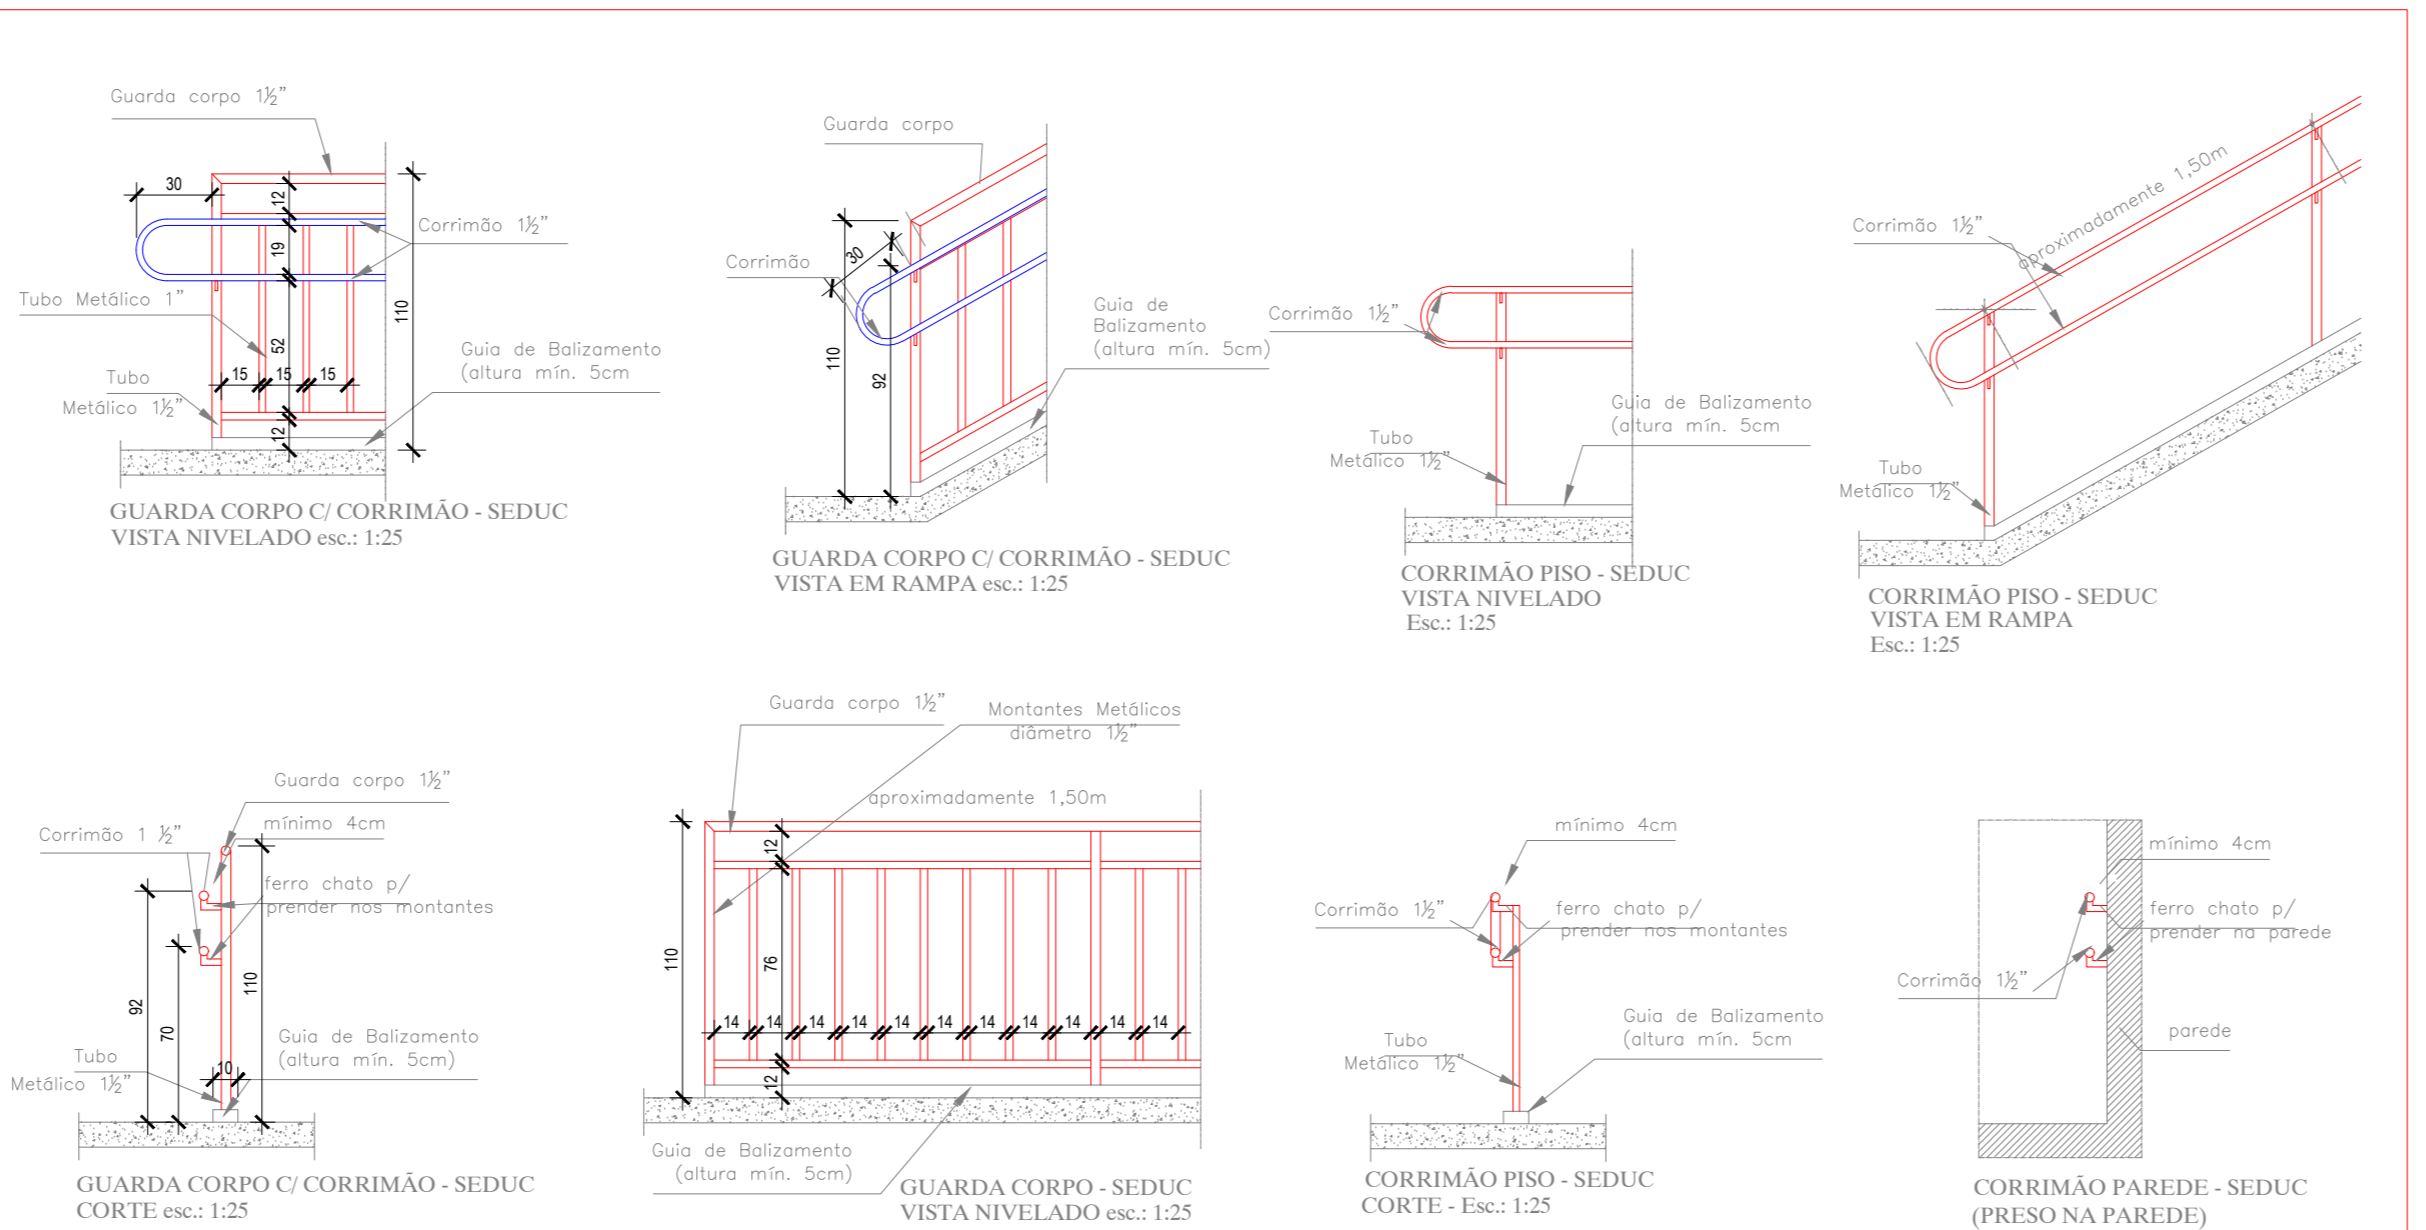 Guarda corpo 1½"
30
12
Corrimão 1½"
19
Tubo Metálico 1"
110
52
Guia de Balizamento
(altura mín. 5cm
15
15
15
Tubo
Metálico 1½"
12
GUARDA CORPO C/ CORRIMÃO - SEDUC
VISTA NIVELADO esc.: 1:25
Guarda corpo
Corrimão
30
110
92
Guia de
Balizamento
(altura mín. 5cm)
GUARDA CORPO C/ CORRIMÃO - SEDUC
VISTA EM RAMPA esc.: 1:25
Corrimão 1½"
Guia de Balizamento
(altura mín. 5cm
Tubo
Metálico 1½"
CORRIMÃO PISO - SEDUC
VISTA NIVELADO
Esc.: 1:25
aproximadamente 1,50m
Corrimão 1½"
Tubo
Metálico 1½"
CORRIMÃO PISO - SEDUC
VISTA EM RAMPA
Esc.: 1:25
Guarda corpo 1½"
mínimo 4cm
Corrimão 1 ½"
ferro chato p/
prender nos montantes
92
70
110
Guia de Balizamento
(altura mín. 5cm)
10
Tubo
Metálico 1½"
GUARDA CORPO C/ CORRIMÃO - SEDUC
CORTE esc.: 1:25
Guarda corpo 1½"
Montantes Metálicos
diâmetro 1½"
aproximadamente 1,50m
12
110
76
14
14
14
14
14
14
14
14
14
14
14
12
Guia de Balizamento
(altura mín. 5cm)
GUARDA CORPO - SEDUC
VISTA NIVELADO esc.: 1:25
mínimo 4cm
Corrimão 1½"
ferro chato p/
prender nos montantes
Guia de Balizamento
(altura mín. 5cm
Tubo
Metálico 1½"
CORRIMÃO PISO - SEDUC
CORTE - Esc.: 1:25
mínimo 4cm
ferro chato p/
prender na parede
Corrimão 1½"
parede
CORRIMÃO PAREDE - SEDUC
(PRESO NA PAREDE)